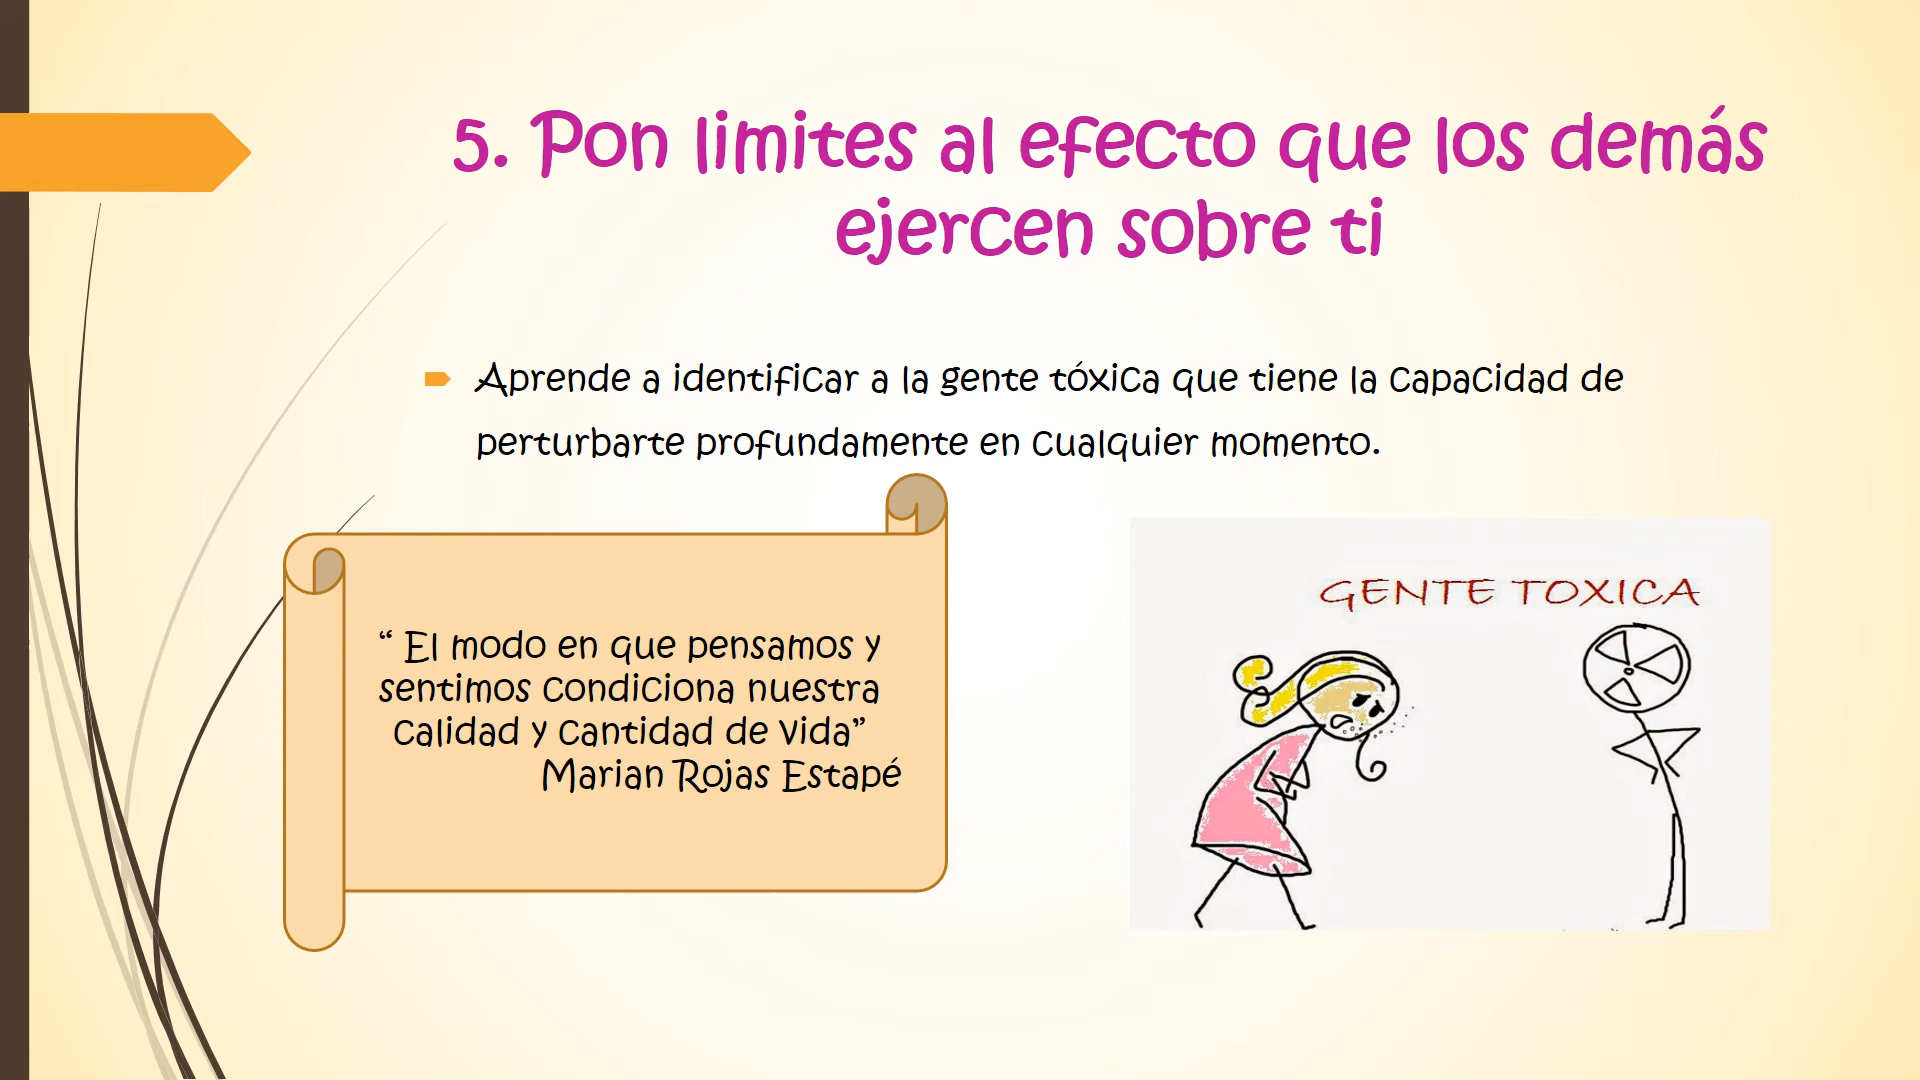 5. Pon limites al efecto que los demás
ejercen sobre ti
Aprende a identificar a la gente tóxica que tiene la capacidad de
perturbarte profundamente en cualquier momento.
“ El modo en que pensamos y
sentimos condiciona nuestra
calidad y cantidad de vida”
Marian Rojas Estapé
GENTE TOXICA